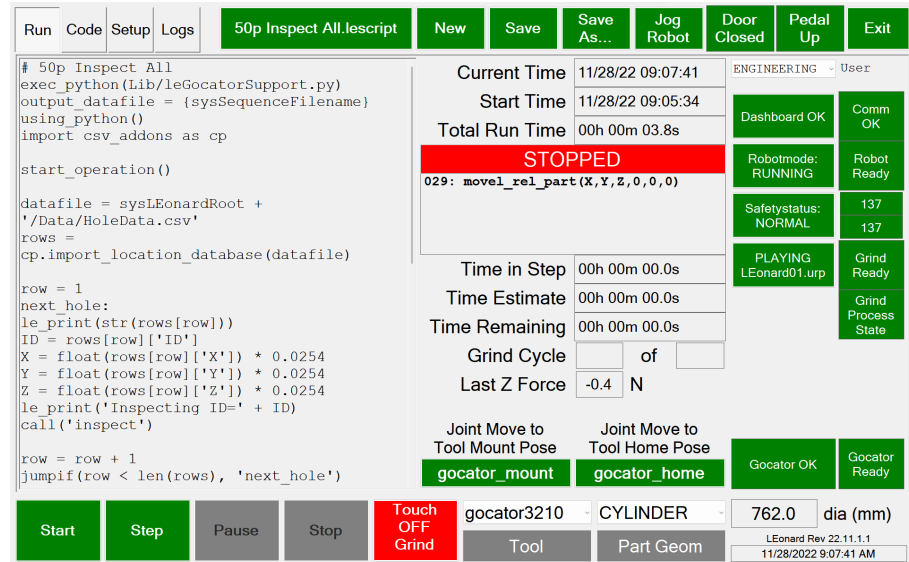 Run Code Setup Logs 50p Inspect All.lescript New Save Save As... Jog Robot Door Closed Pedal Up Exit
# 50p Inspect All
exec_python(Lib/leGocatorSupport.py)
output_datafile = {sysSequenceFilename}
using_python()
import csv_addons as cp
start_operation()
datafile = sysLEonardRoot +
'/Data/HoleData.csv'
rows =
cp.import_location_database(datafile)
row = 1
next_hole:
le_print(str(rows[row]))
ID = rows[row]['ID']
X = float(rows[row]['X']) * 0.0254
Y = float(rows[row]['Y']) * 0.0254
Z = float(rows[row]['Z']) * 0.0254
le_print('Inspecting ID=' + ID)
call('inspect')
row = row + 1
jumpif(row < len(rows), 'next_hole')
Current Time 11/28/22 09:07:41
Start Time 11/28/22 09:05:34
Total Run Time 00h 00m 03.8s
STOPPED
029: movel_rel_part(X,Y,Z,0,0,0)
Time in Step 00h 00m 00.0s
Time Estimate 00h 00m 00.0s
Time Remaining 00h 00m 00.0s
Grind Cycle of
Last Z Force -0.4 N
Joint Move to
Tool Mount Pose
gocator_mount
Joint Move to
Tool Home Pose
gocator_home
ENGINEERING User
Dashboard OK
Comm
OK
Robotmode:
RUNNING
Robot
Ready
Safetystatus:
NORMAL
137
137
PLAYING
LEonard01.urp
Grind
Ready
Grind
Process
State
Gocator OK
Gocator
Ready
Start Step Pause Stop
Touch
OFF
Grind
gocator3210 CYLINDER 762.0 dia (mm)
Tool Part Geom
LEonard Rev 22.11.1.1
11/28/2022 9:07:41 AM